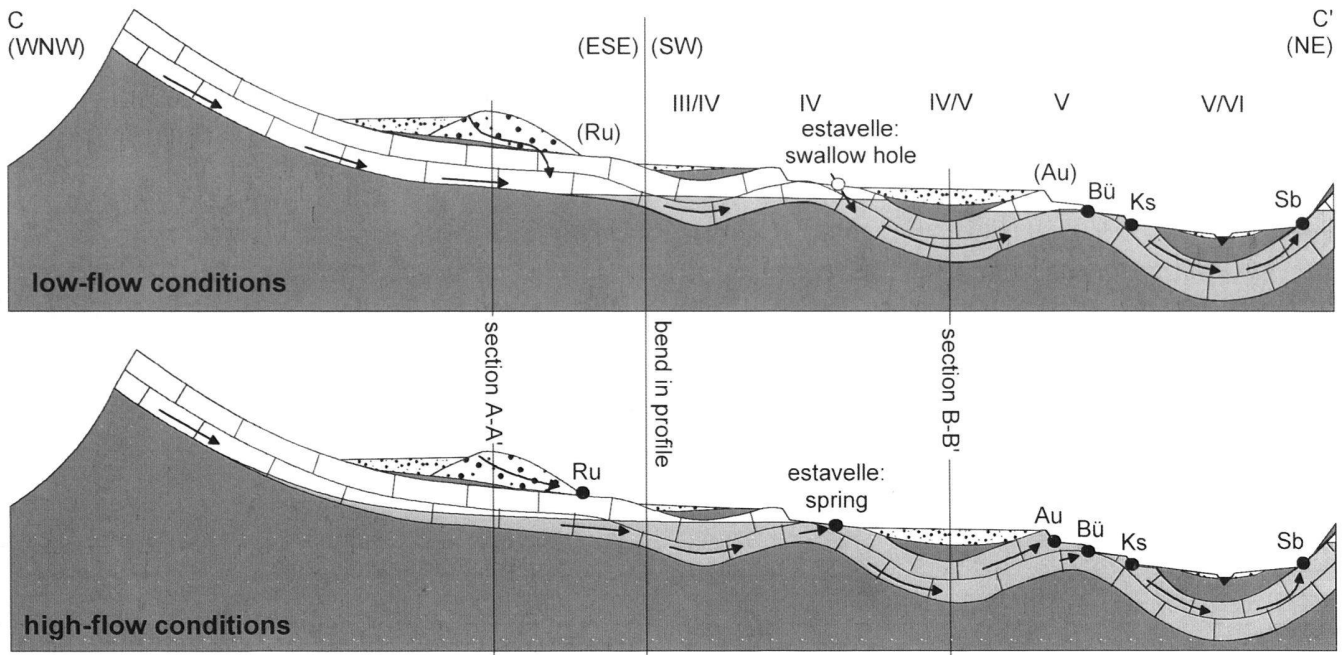 C
(WNW)
(ESE)
(SW)
C'
(NE)
III/IV
IV
IV/V
V
V/VI
estavelle:
swallow hole
(Ru)
(Au)
Bü
Ks
Sb
low-flow conditions
section A-A'
bend in profile
section B-B'
Ru
estavelle:
spring
Au
Bü
Ks
Sb
high-flow conditions